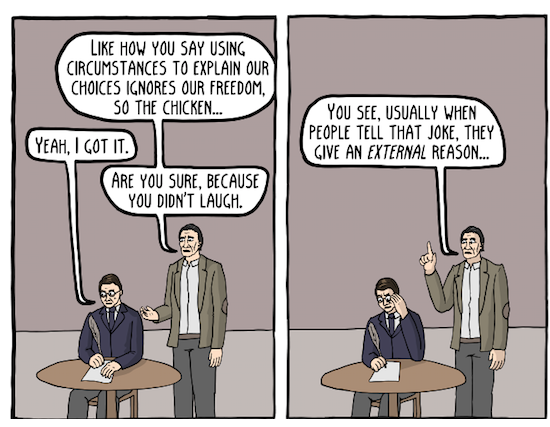 LIKE HOW YOU SAY USING
CIRCUMSTANCES TO EXPLAIN OUR
CHOICES IGNORES OUR FREEDOM,
SO THE CHICKEN...
YEAH, I GOT IT.
ARE YOU SURE, BECAUSE
YOU DIDN'T LAUGH.
YOU SEE, USUALLY WHEN
PEOPLE TELL THAT JOKE, THEY
GIVE AN EXTERNAL REASON...